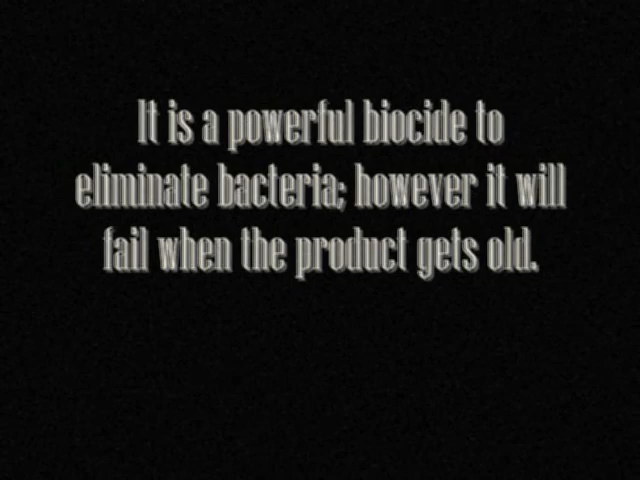 It is a powerful biocide to
eliminate bacteria; however it will
fail when the product gets old.